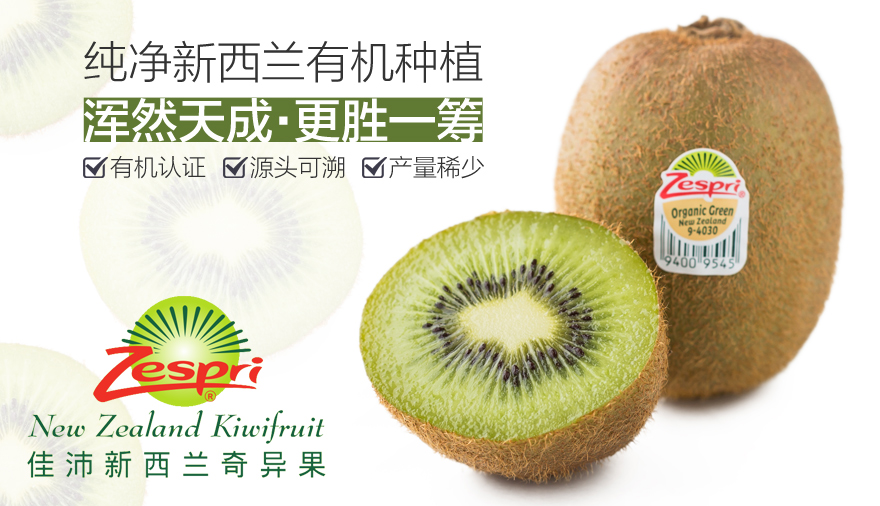 纯净新西兰有机种植
浑然天成·更胜一筹
有机认证 源头可溯 产量稀少
Zespri®
Organic Green
New Zealand
9-4030
9400 9545
Zespri®
New Zealand Kiwifruit
佳沛新西兰奇异果